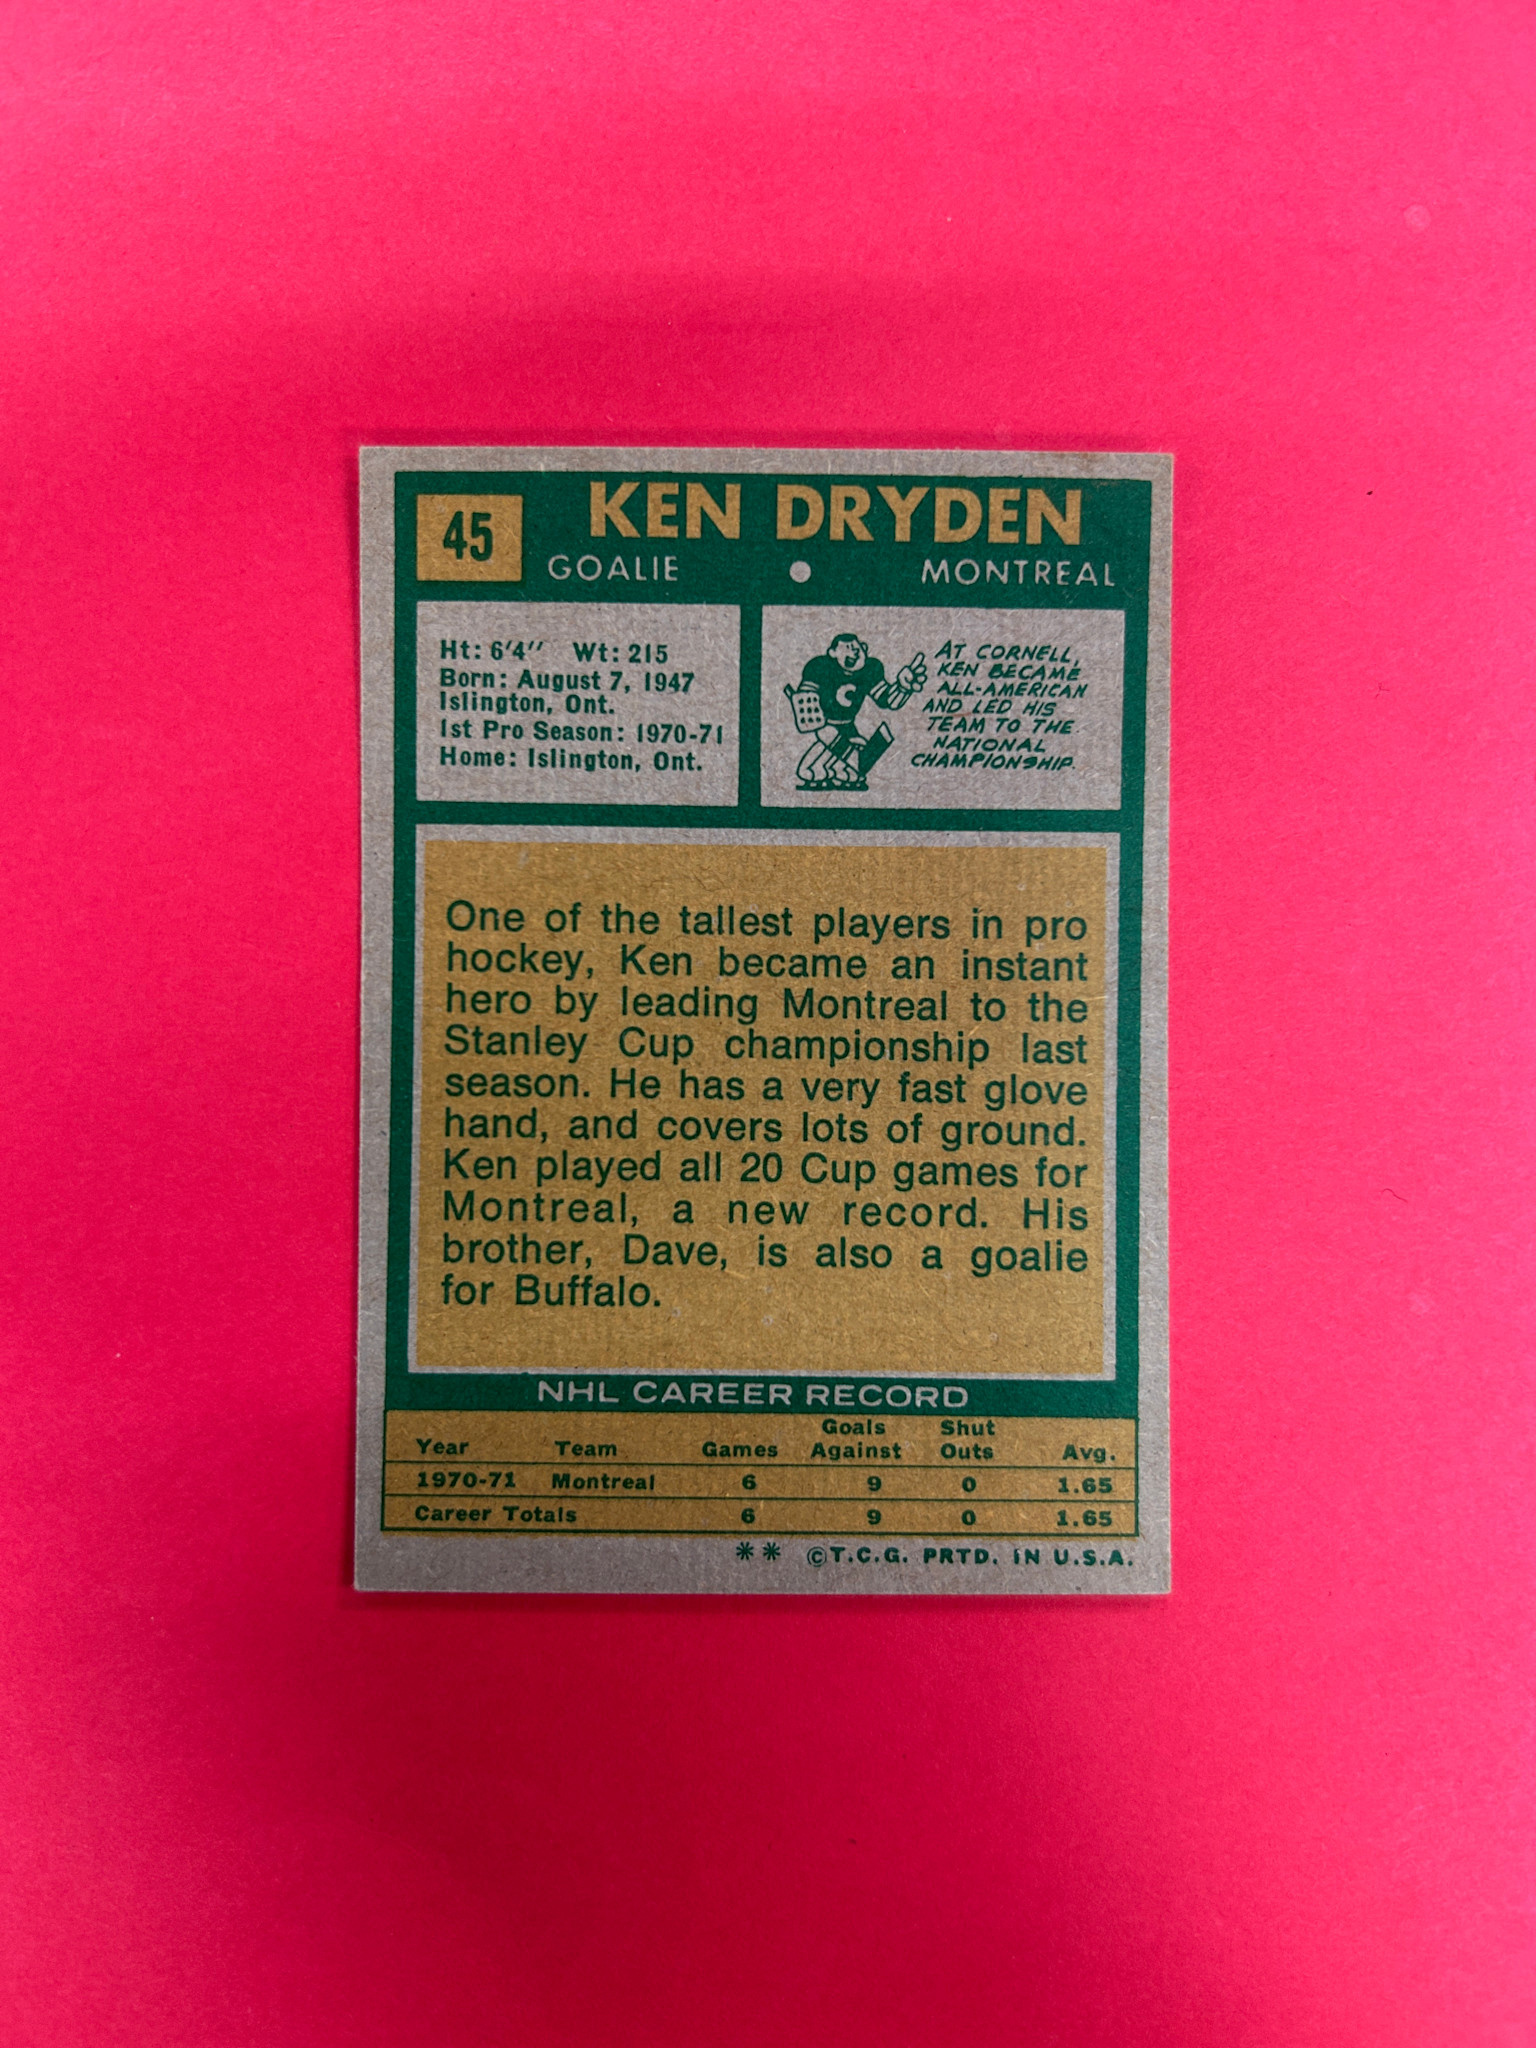 45
KEN DRYDEN
GOALIE • MONTREAL
Ht: 6'4" Wt: 215
Born: August 7, 1947
Islington, Ont.
1st Pro Season: 1970-71
Home: Islington, Ont.
C
AT CORNELL,
KEN BECAME
ALL-AMERICAN
AND LED HIS
TEAM TO THE
NATIONAL
CHAMPIONSHIP.
One of the tallest players in pro
hockey, Ken became an instant
hero by leading Montreal to the
Stanley Cup championship last
season. He has a very fast glove
hand, and covers lots of ground.
Ken played all 20 Cup games for
Montreal, a new record. His
brother, Dave, is also a goalie
for Buffalo.
NHL CAREER RECORD
Year Team Games Goals Against Shut Outs Avg.
1970-71 Montreal 6 9 0 1.65
Career Totals 6 9 0 1.65
** ©T.C.G. PRTD. IN U.S.A.